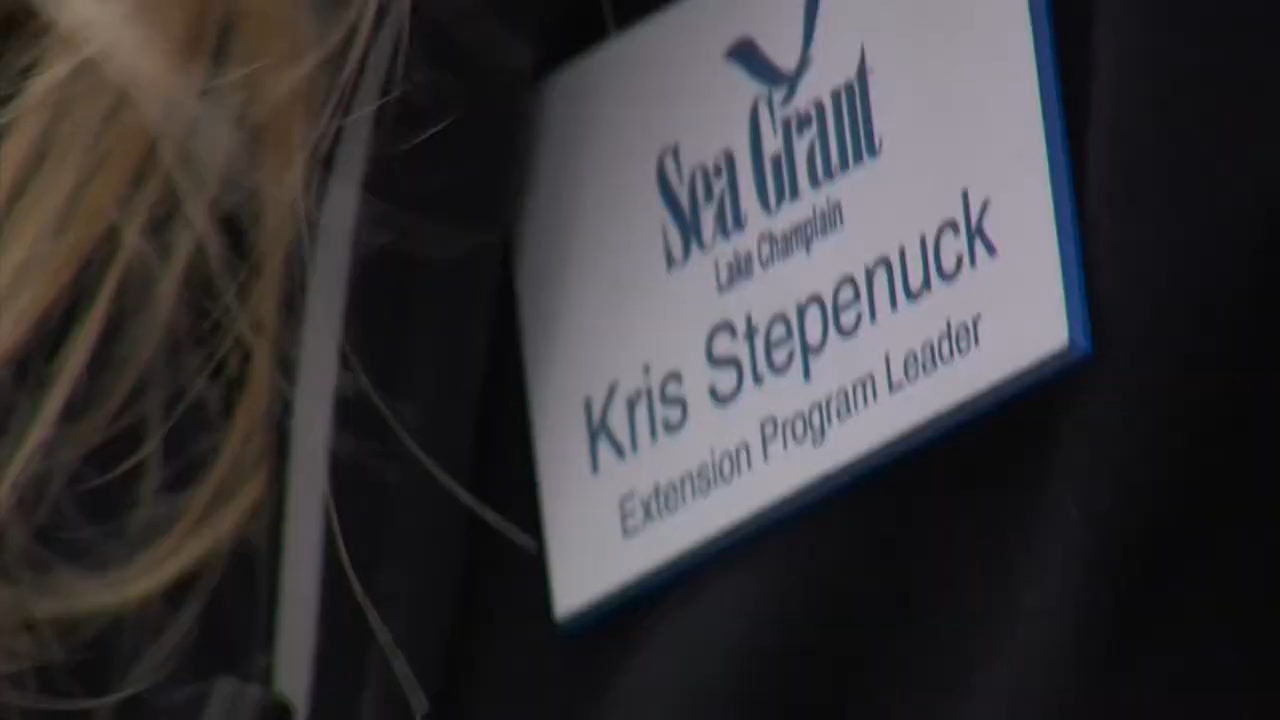 Sea Grant
Lake Champlain
Kris Stepenuck
Extension Program Leader